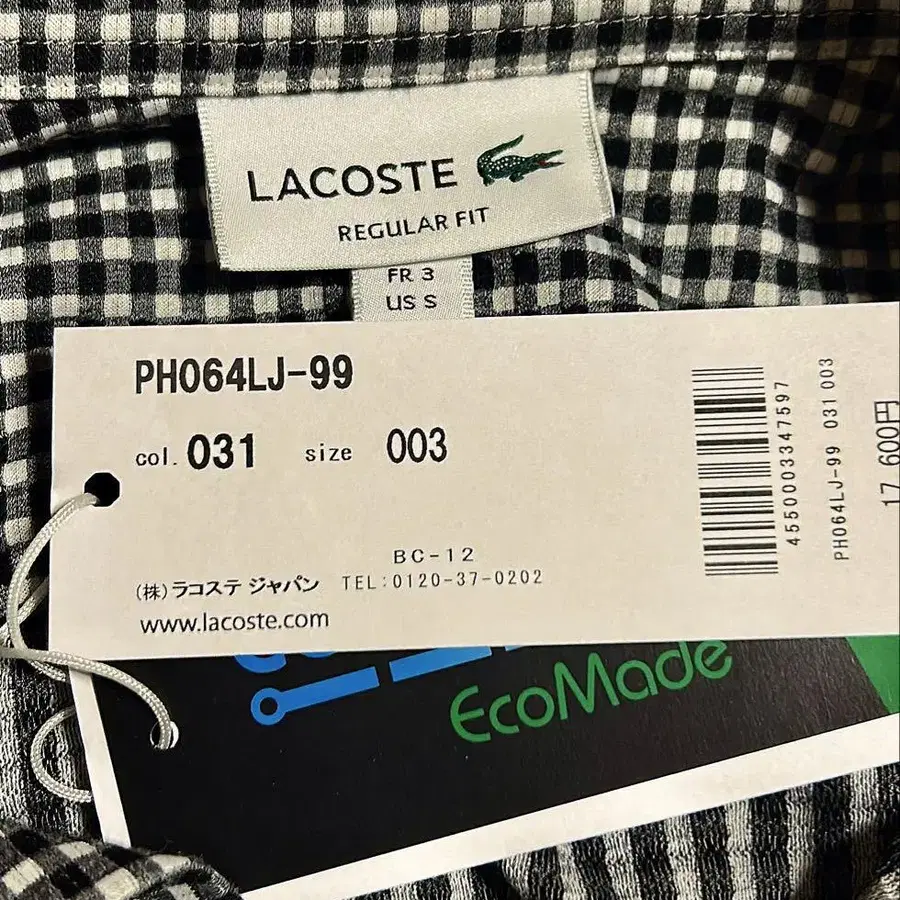 LACOSTE
REGULAR FIT
FR 3
US S
PH064LJ-99
col. 031 size 003
BC-12
(株)ラコステ ジャパン TEL:0120-37-0202
www.lacoste.com
4550003347597
PH064LJ-99 031 003
17,600円
EcoMade